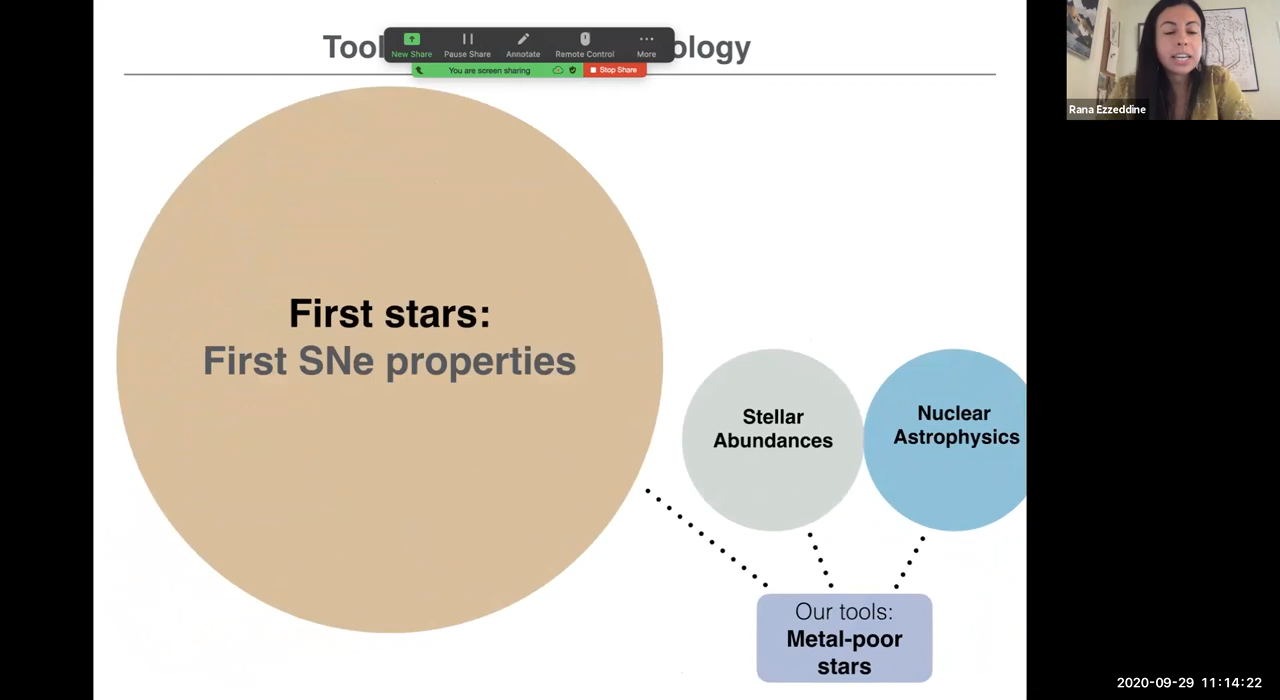 Tool
ology
New Share
Pause Share
Annotate
Remote Control
More
You are screen sharing
Stop Share
Rana Ezzeddine
First stars:
First SNe properties
Stellar
Abundances
Nuclear
Astrophysics
Our tools:
Metal-poor
stars
2020-09-29 11:14:22